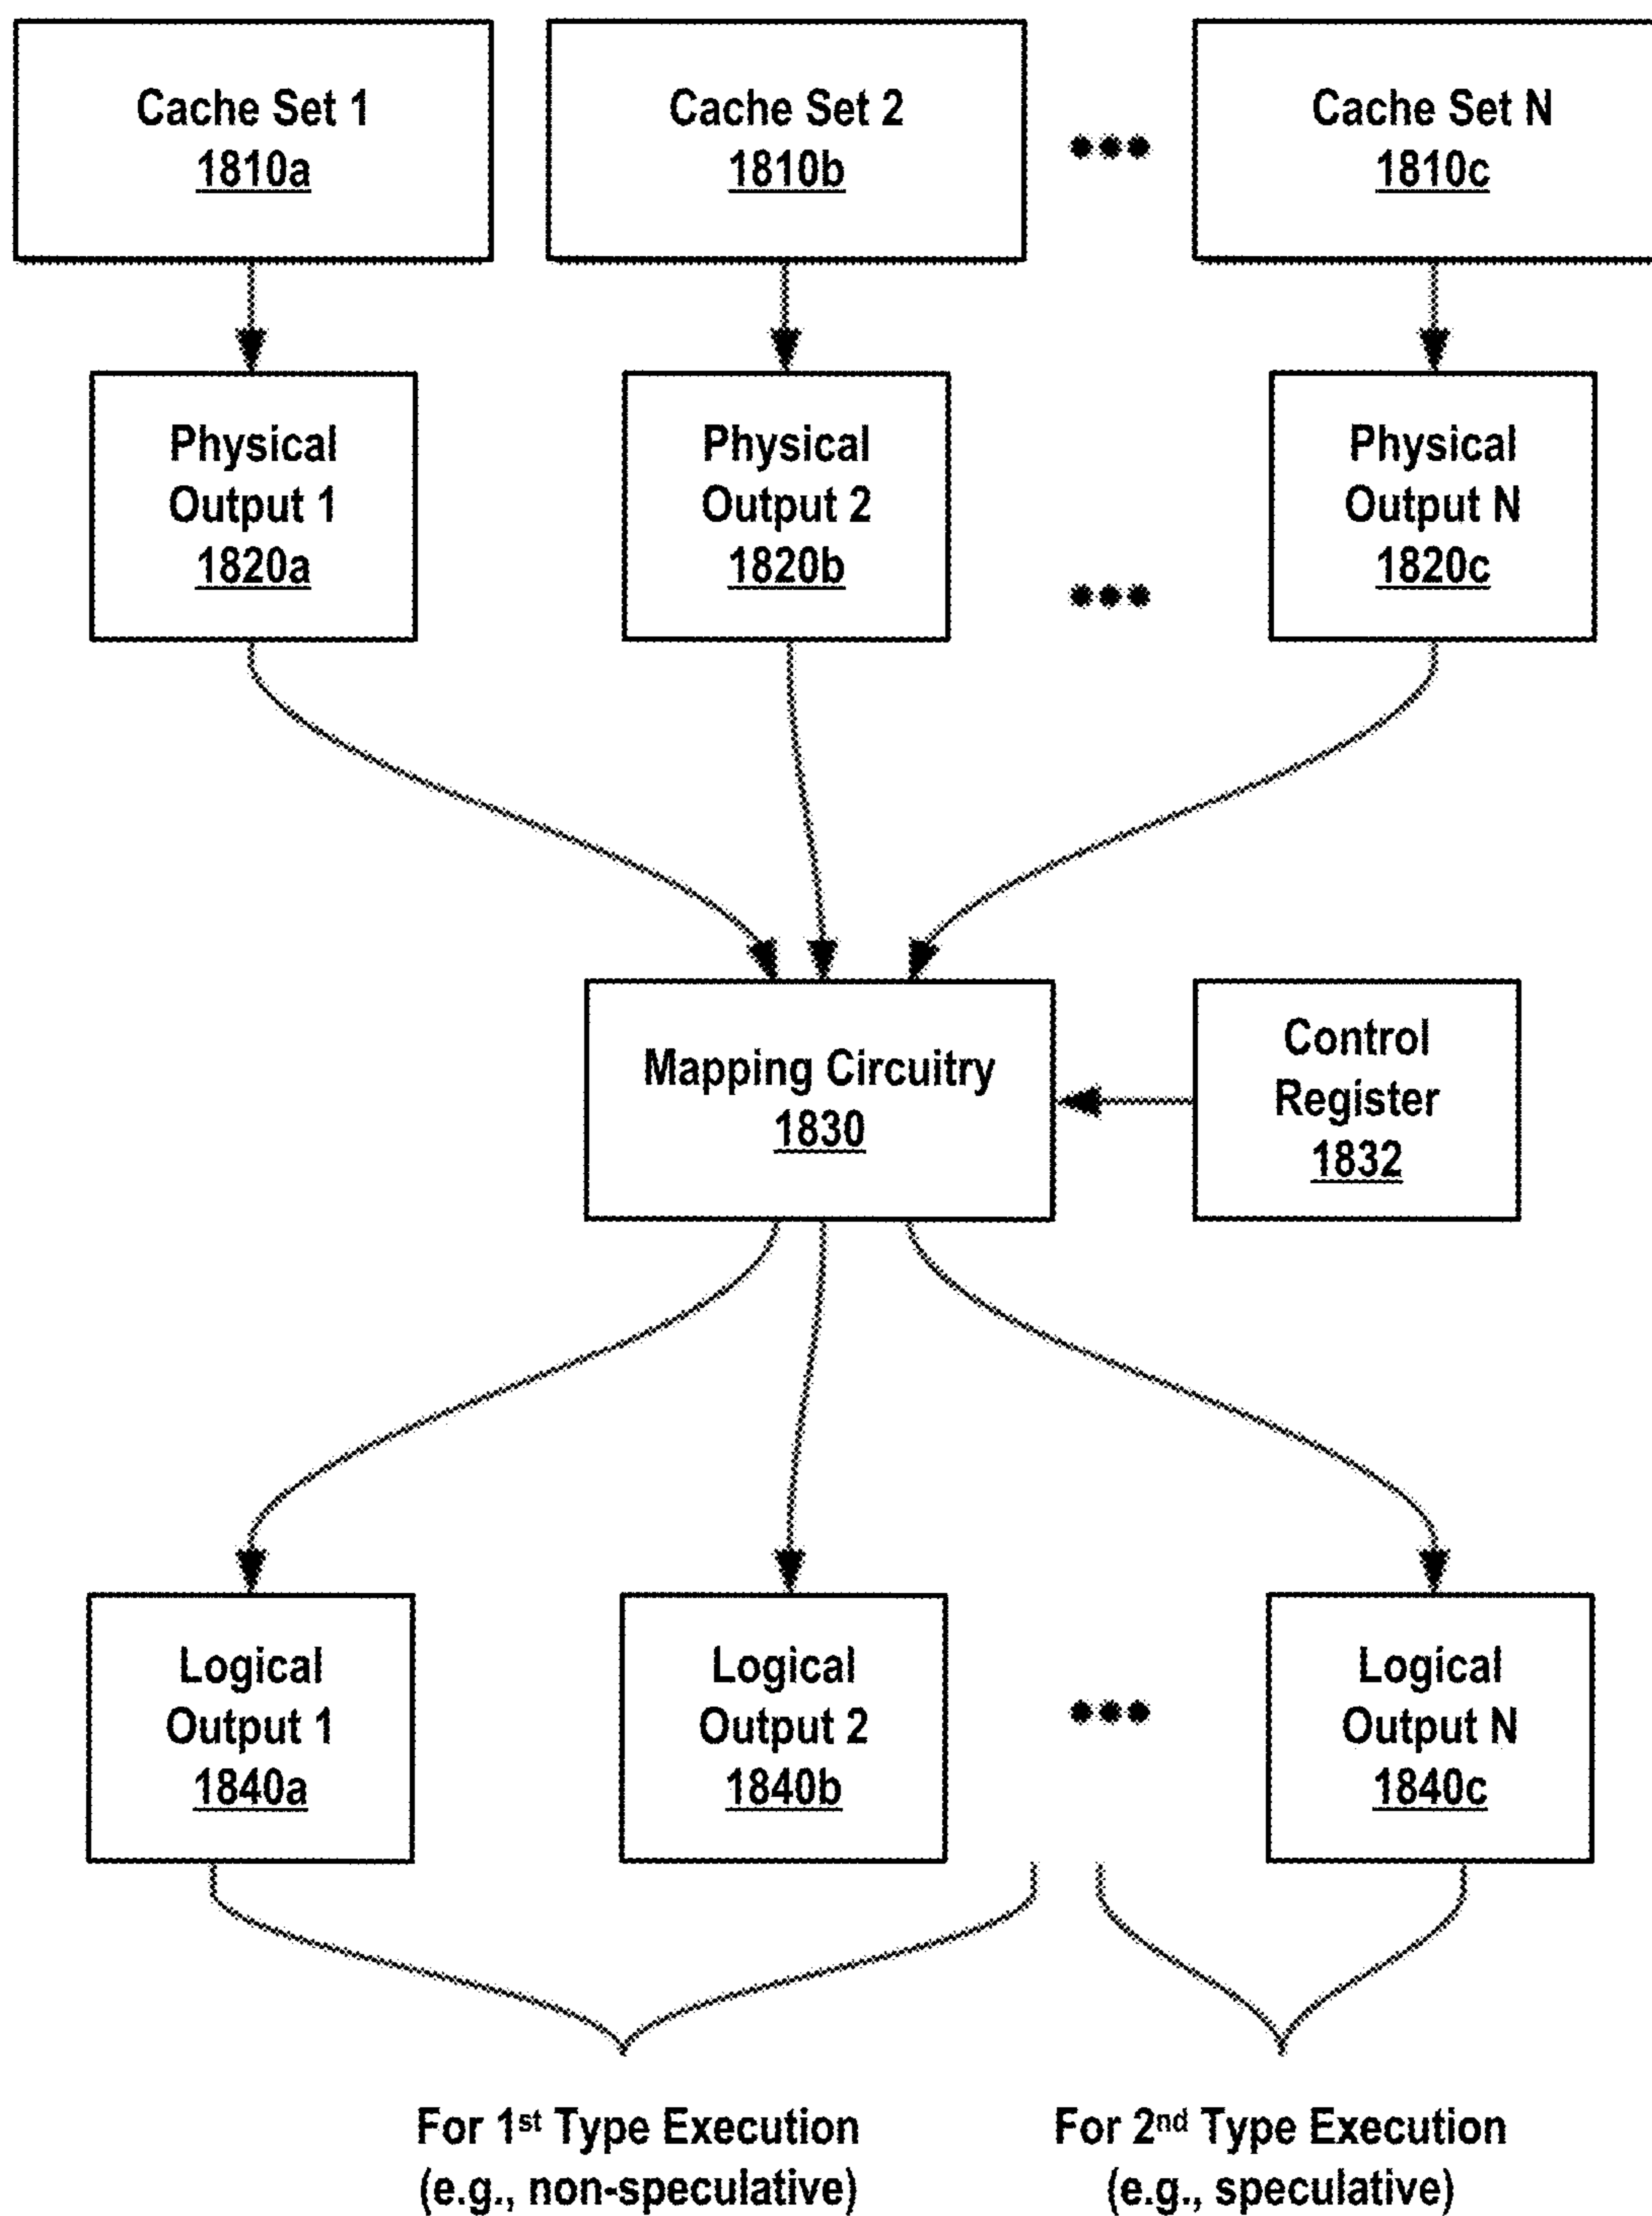 Cache Set 1
1810a
Cache Set 2
1810b
Cache Set N
1810c
Physical
Output 1
1820a
Physical
Output 2
1820b
Physical
Output N
1820c
Mapping Circuitry
1830
Control
Register
1832
Logical
Output 1
1840a
Logical
Output 2
1840b
Logical
Output N
1840c
For 1st Type Execution
(e.g., non-speculative)
For 2nd Type Execution
(e.g., speculative)